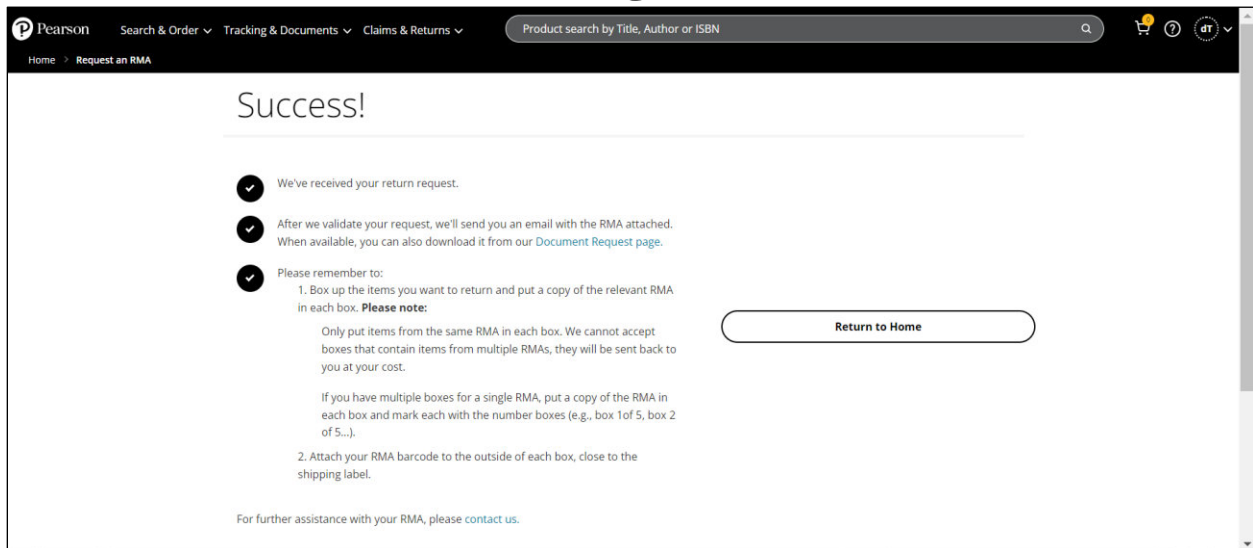 Pearson
Search & Order
Tracking & Documents
Claims & Returns
Product search by Title, Author or ISBN
0
dT
Home > Request an RMA
Success!
We've received your return request.
After we validate your request, we'll send you an email with the RMA attached.
When available, you can also download it from our Document Request page.
Please remember to:
1. Box up the items you want to return and put a copy of the relevant RMA
in each box. Please note:
Only put items from the same RMA in each box. We cannot accept
boxes that contain items from multiple RMAs, they will be sent back to
you at your cost.
Return to Home
If you have multiple boxes for a single RMA, put a copy of the RMA in
each box and mark each with the number boxes (e.g., box 1of 5, box 2
of 5...).
2. Attach your RMA barcode to the outside of each box, close to the
shipping label.
For further assistance with your RMA, please contact us.